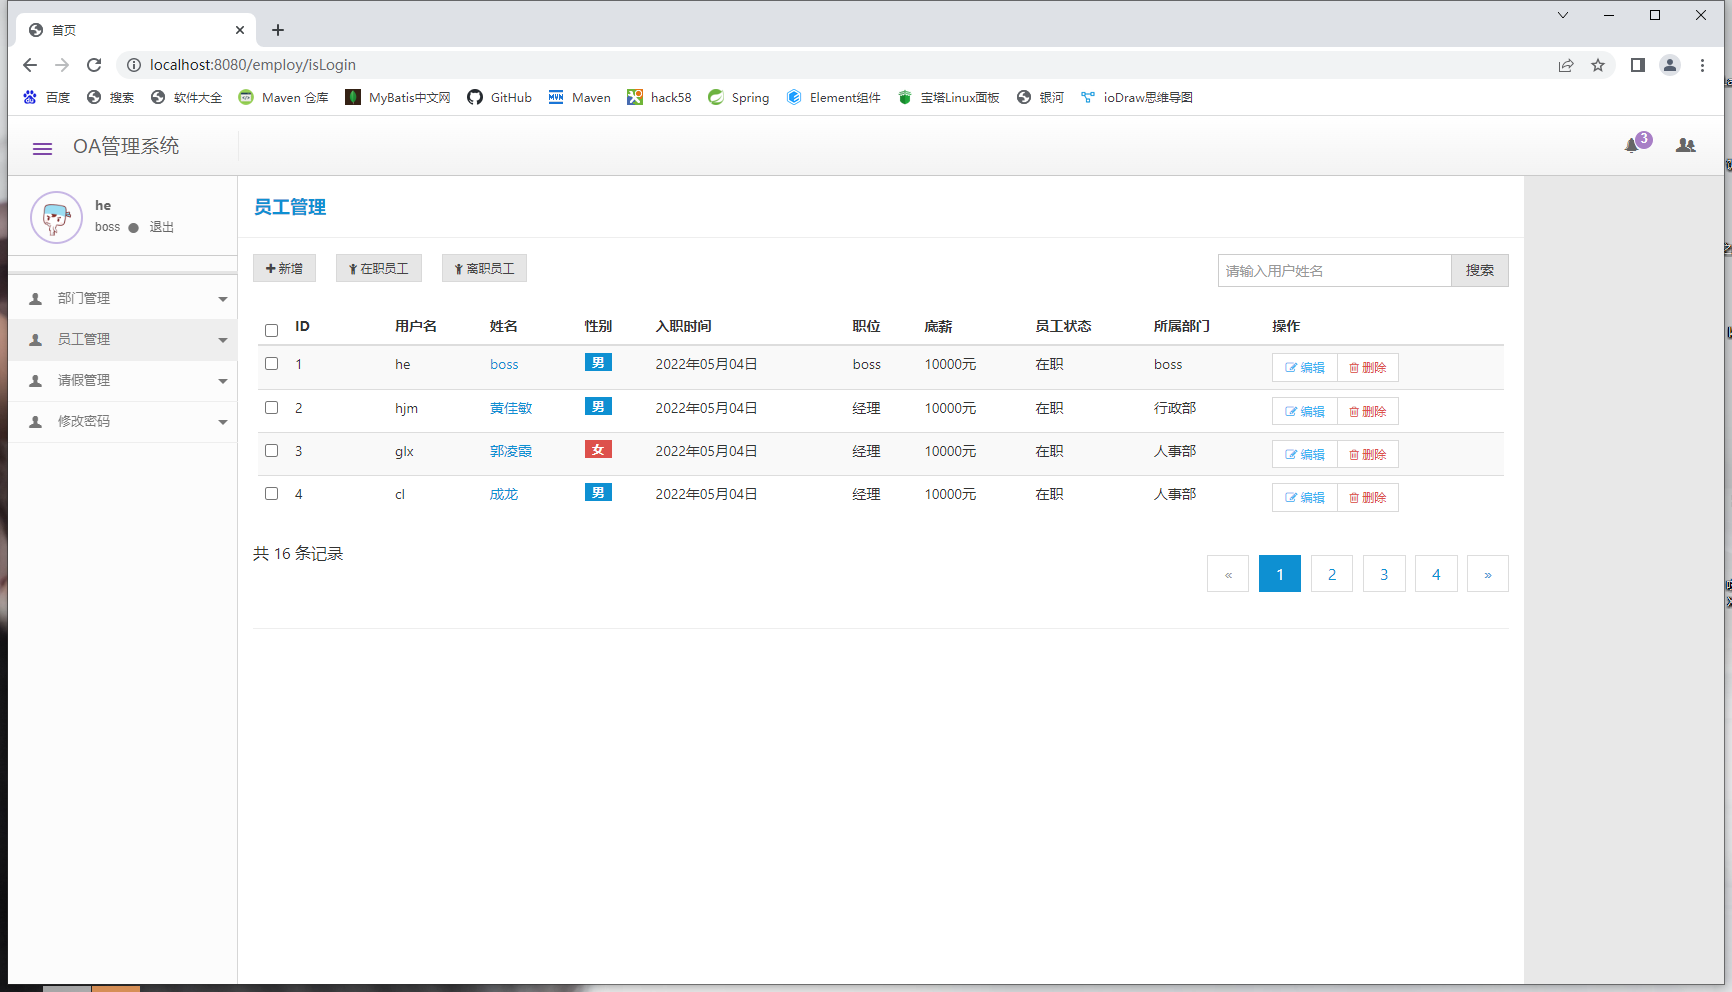 首页
localhost:8080/employ/isLogin
百度 搜索 软件大全 Maven 仓库 MyBatis中文网 GitHub Maven hack58 Spring Element组件 宝塔Linux面板 银河 ioDraw思维导图
OA管理系统 3
he
boss 退出
部门管理
员工管理
请假管理
修改密码
员工管理
新增 在职员工 离职员工 请输入用户姓名 搜索
ID 用户名 姓名 性别 入职时间 职位 底薪 员工状态 所属部门 操作
1 he boss 男 2022年05月04日 boss 10000元 在职 boss 编辑 删除
2 hjm 黄佳敏 男 2022年05月04日 经理 10000元 在职 行政部 编辑 删除
3 glx 郭凌霞 女 2022年05月04日 经理 10000元 在职 人事部 编辑 删除
4 cl 成龙 男 2022年05月04日 经理 10000元 在职 人事部 编辑 删除
共 16 条记录
« 1 2 3 4 »